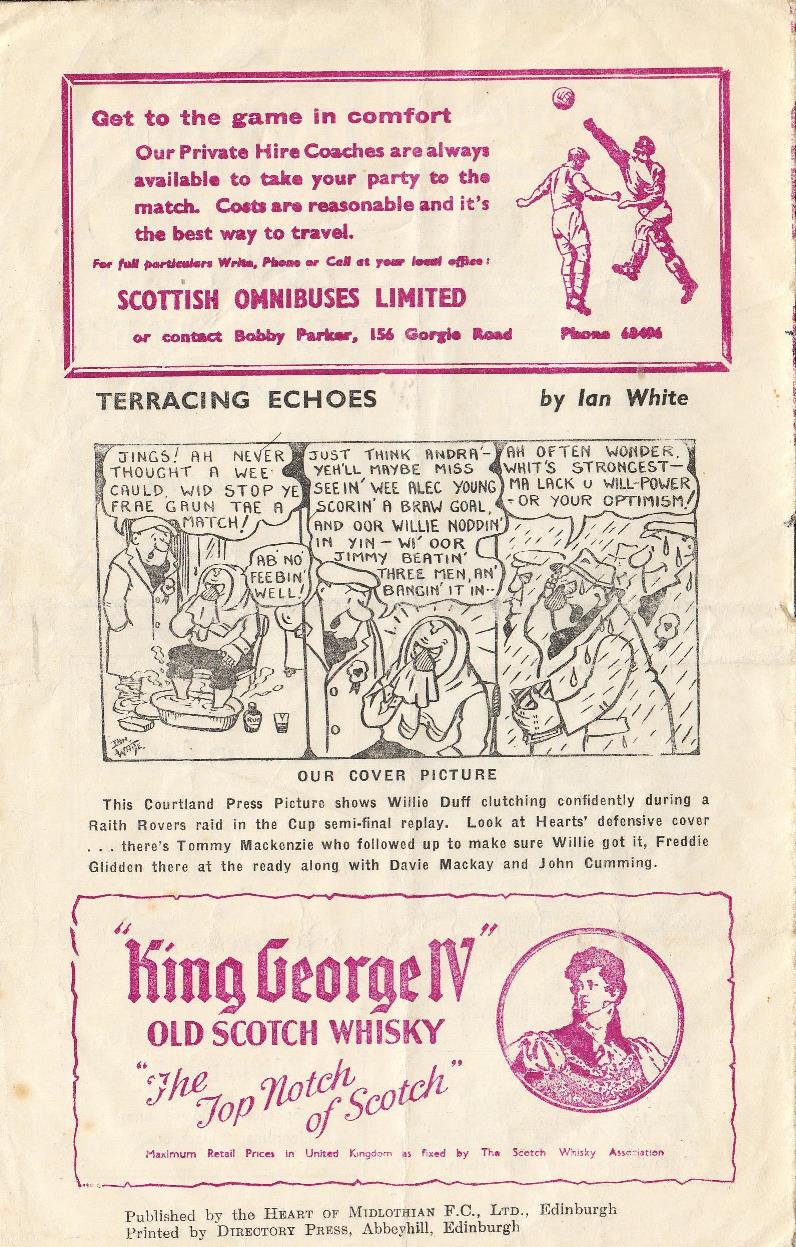 Get to the game in comfort
Our Private Hire Coaches are always
available to take your party to the
match. Costs are reasonable and it's
the best way to travel.
For full particulars Write, Phone or Call at your local office:
SCOTTISH OMNIBUSES LIMITED
or contact Bobby Parker, 156 Gorgie Road Phone 68406
TERRACING ECHOES by Ian White
JINGS! AH NEVER
THOUGHT A WEE
CAULD, WID STOP YE
FRAE GAUN TAE A
MATCH!
AB' NO'
FEEBIN'
WELL!
JUST THINK ANDRA'-
YEH'LL MAYBE MISS
SEEIN' WEE ALEC YOUNG
SCORIN' A BRAW GOAL,
AND OOR WILLIE NODDIN'
IN YIN - WI' OOR
JIMMY BEATIN'
THREE MEN, AN'
BANGIN' IT IN--
AH OFTEN WONDER,
WHIT'S STRONGEST-
MA LACK U WILL-POWER
-OR YOUR OPTIMISM!
RUM
IAN
WHITE
OUR COVER PICTURE
This Courtland Press Picture shows Willie Duff clutching confidently during a
Raith Rovers raid in the Cup semi-final replay. Look at Hearts' defensive cover
. . . there's Tommy Mackenzie who followed up to make sure Willie got it, Freddie
Glidden there at the ready along with Davie Mackay and John Cumming.
"King George IV"
OLD SCOTCH WHISKY
"The
Top Notch
of Scotch"
Maximum Retail Prices in United Kingdom as fixed by The Scotch Whisky Association
Published by the HEART OF MIDLOTHIAN F.C., LTD., Edinburgh
Printed by DIRECTORY PRESS, Abbeyhill, Edinburgh